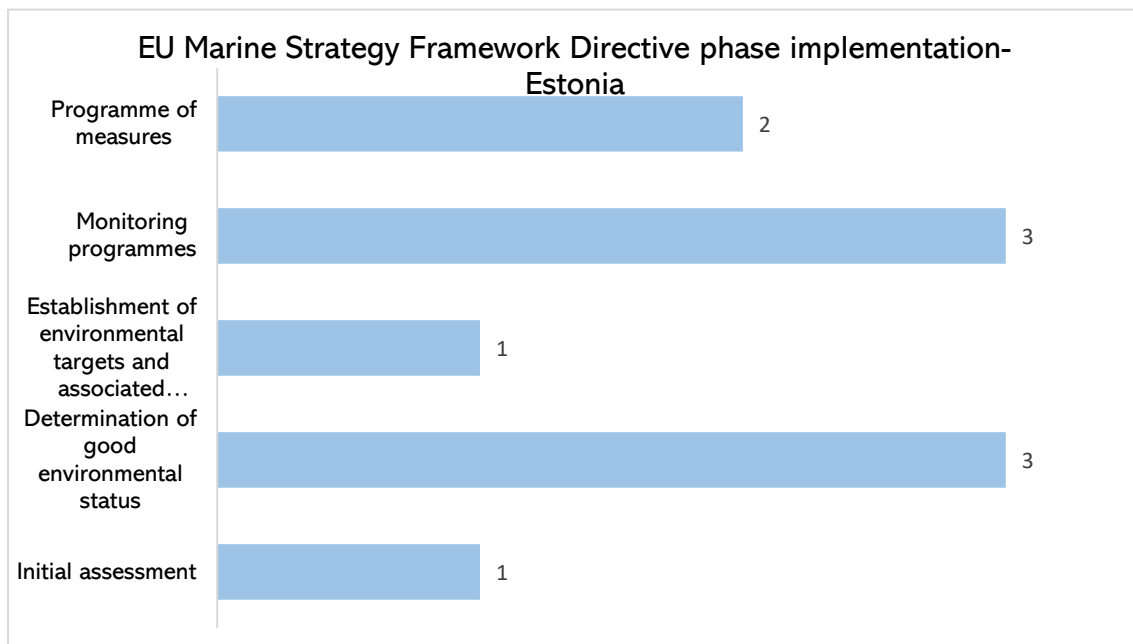 EU Marine Strategy Framework Directive phase implementation-
Estonia
Programme of
measures
2
Monitoring
programmes
3
Establishment of
environmental
targets and
associated…
1
Determination of
good
environmental
status
3
Initial assessment
1